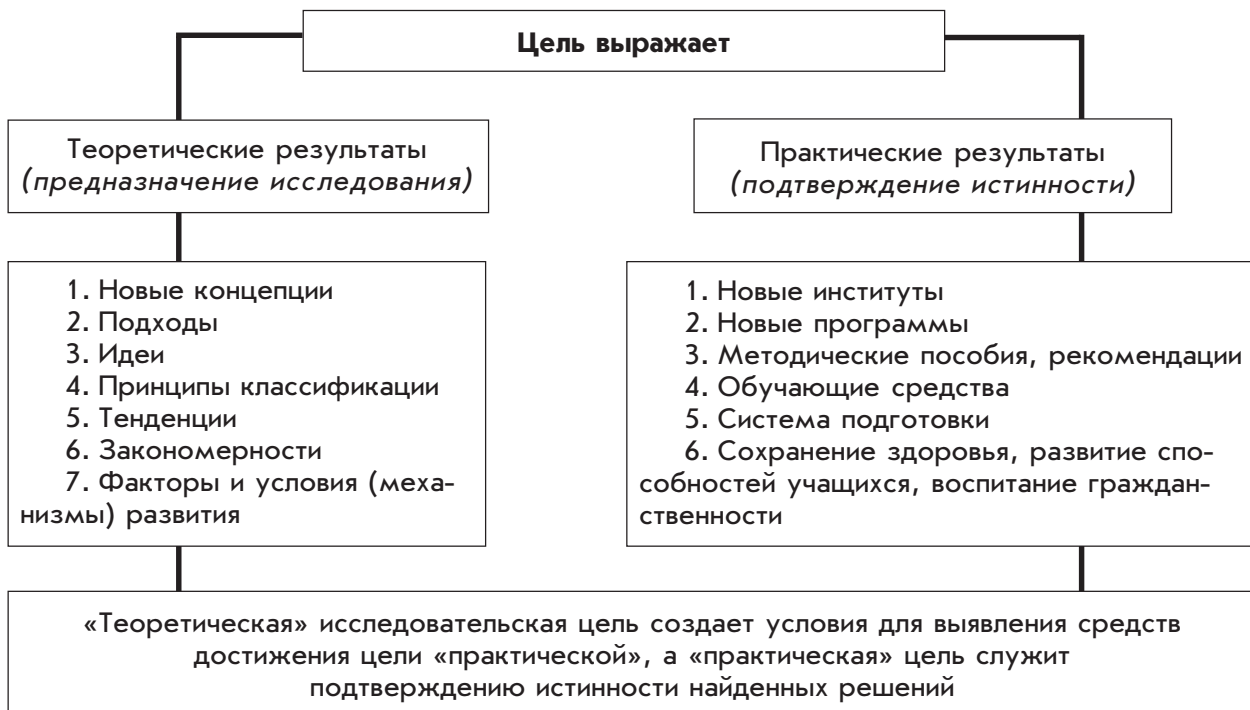 Цель выражает
Теоретические результаты
(предназначение исследования)
Практические результаты
(подтверждение истинности)
1. Новые концепции
2. Подходы
3. Идеи
4. Принципы классификации
5. Тенденции
6. Закономерности
7. Факторы и условия (меха-
низмы) развития
1. Новые институты
2. Новые программы
3. Методические пособия, рекомендации
4. Обучающие средства
5. Система подготовки
6. Сохранение здоровья, развитие спо-
собностей учащихся, воспитание граждан-
ственности
«Теоретическая» исследовательская цель создает условия для выявления средств
достижения цели «практической», а «практическая» цель служит
подтверждению истинности найденных решений